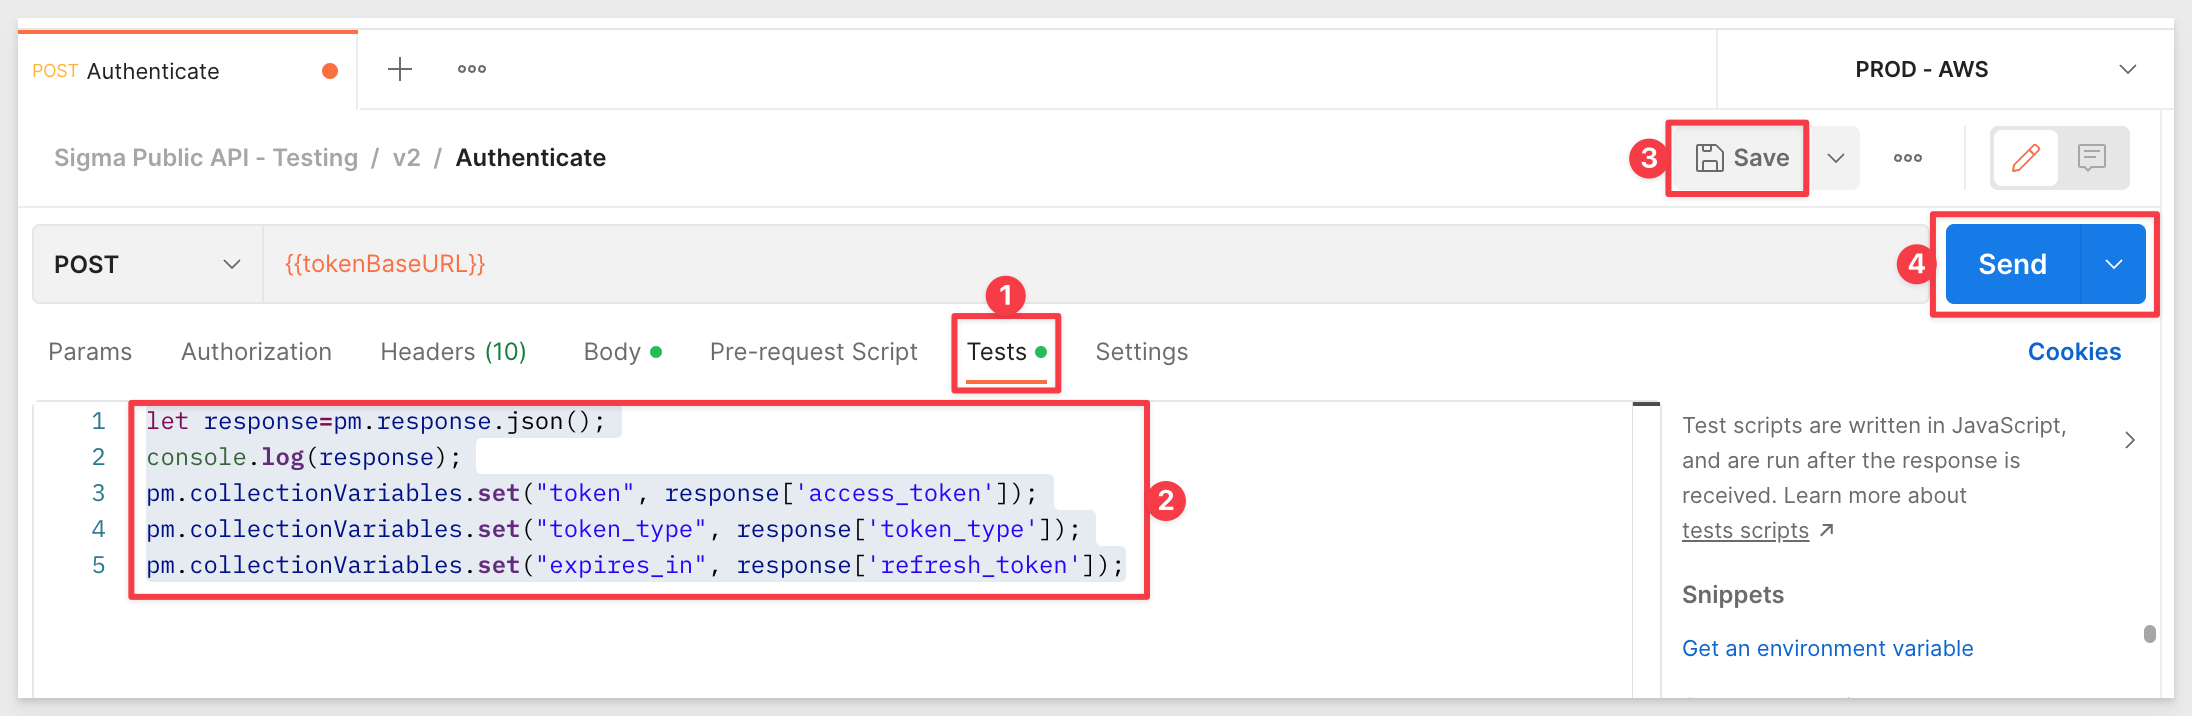 POST Authenticate
PROD - AWS
Sigma Public API - Testing / v2 / Authenticate
3
Save
POST
{{tokenBaseURL}}
4
Send
1
Params Authorization Headers (10) Body Pre-request Script Tests Settings Cookies
1 let response=pm.response.json();
2 console.log(response);
3 pm.collectionVariables.set("token", response['access_token']);
4 pm.collectionVariables.set("token_type", response['token_type']);
5 pm.collectionVariables.set("expires_in", response['refresh_token']);
2
Test scripts are written in JavaScript,
and are run after the response is
received. Learn more about
tests scripts ↗
Snippets
Get an environment variable